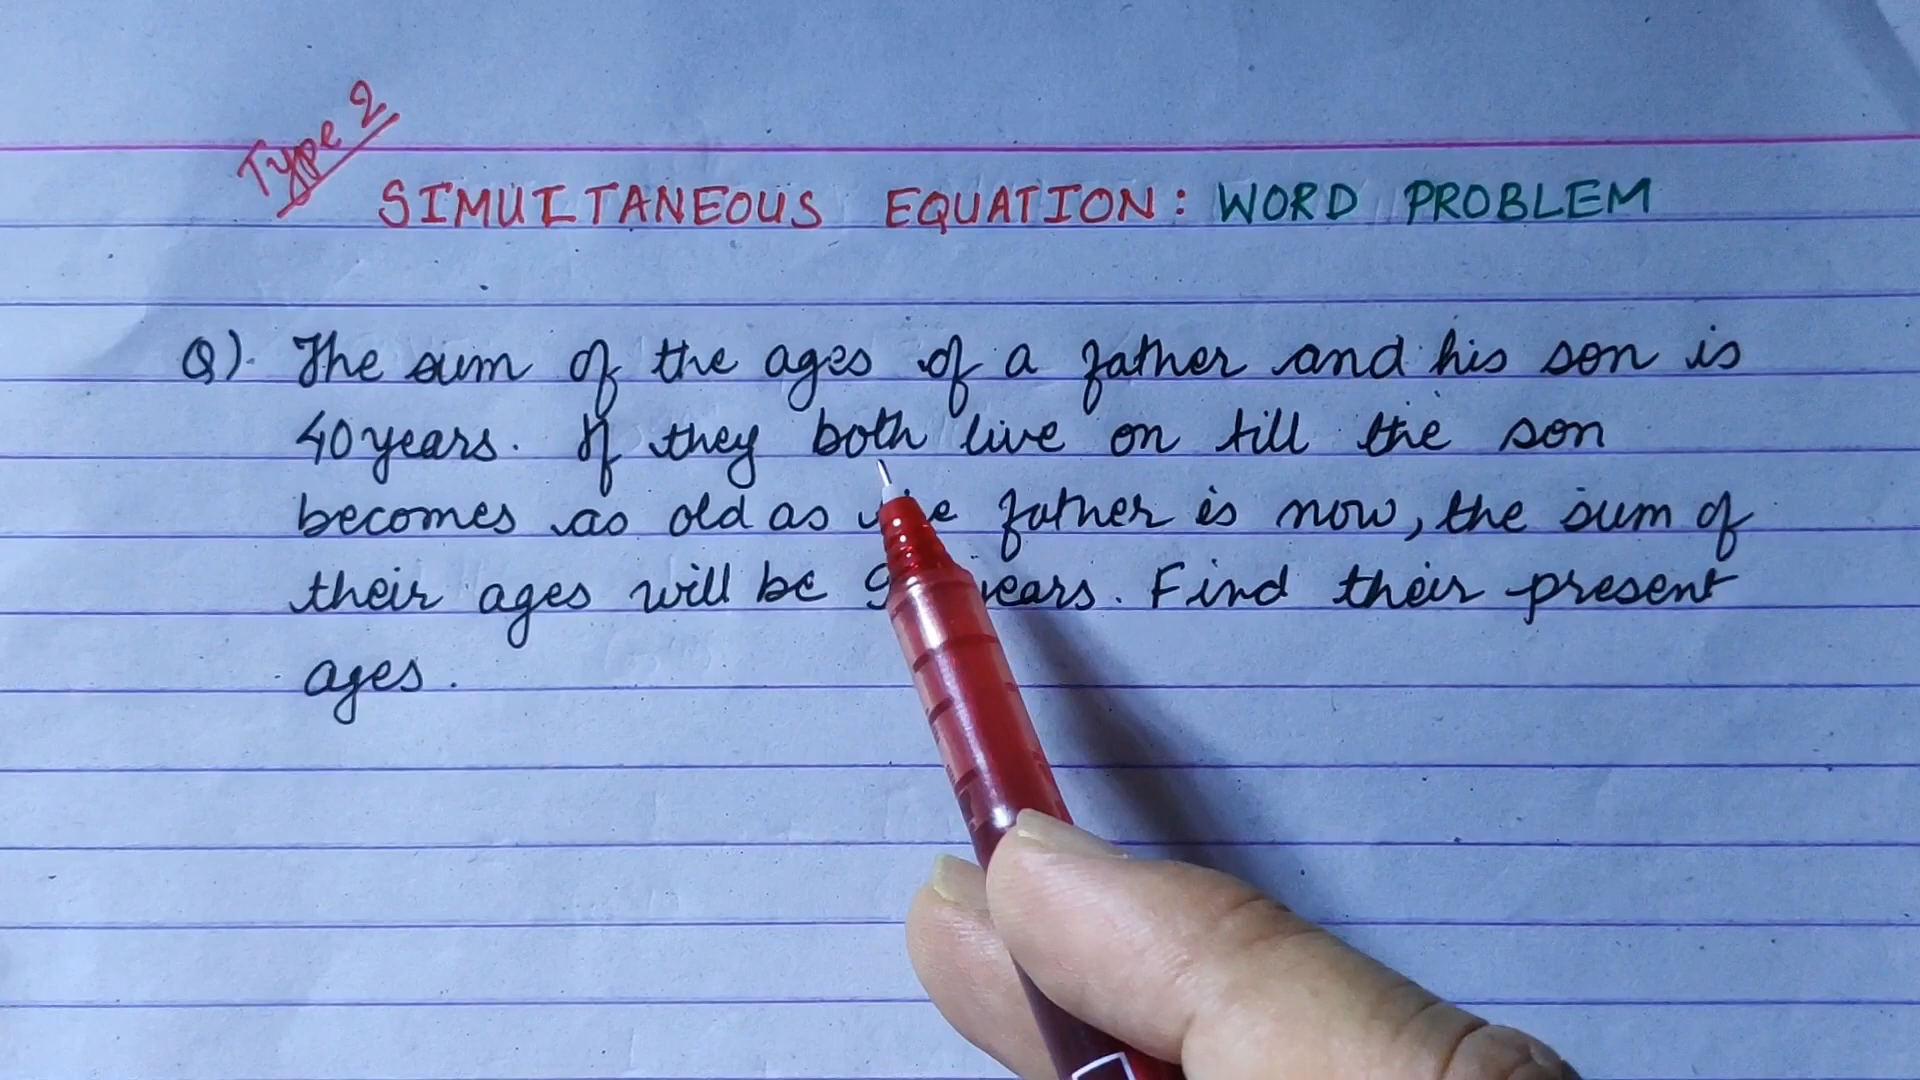 Type 2
SIMULTANEOUS EQUATION: WORD PROBLEM
Q). The sum of the ages of a father and his son is
40years. If they both live on till the son
becomes as old as father is now, the sum of
their ages will be years. Find their present
ages.